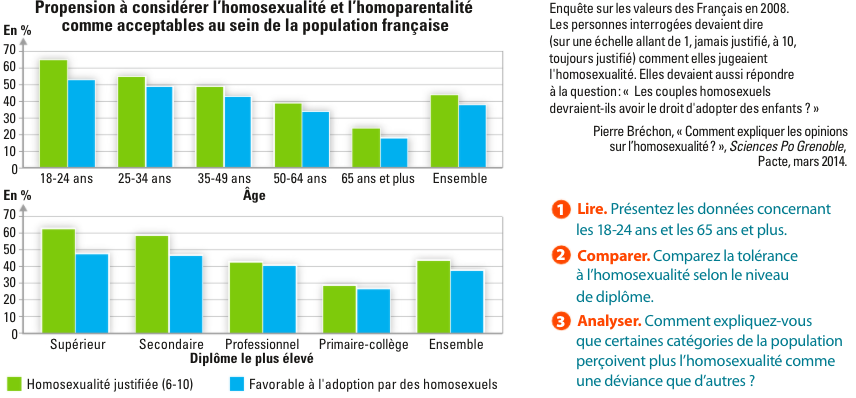 Propension à considérer l'homosexualité et l'homoparentalité
comme acceptables au sein de la population française
En %
70
60
50
40
30
20
10
0
18-24 ans 25-34 ans 35-49 ans 50-64 ans 65 ans et plus Ensemble
Âge
En %
70
60
50
40
30
20
10
0
Supérieur Secondaire Professionnel Primaire-collège Ensemble
Diplôme le plus élevé
Homosexualité justifiée (6-10) Favorable à l'adoption par des homosexuels
Enquête sur les valeurs des Français en 2008.
Les personnes interrogées devaient dire
(sur une échelle allant de 1, jamais justifié, à 10,
toujours justifié) comment elles jugeaient
l'homosexualité. Elles devaient aussi répondre
à la question : « Les couples homosexuels
devraient-ils avoir le droit d'adopter des enfants ? »
Pierre Bréchon, « Comment expliquer les opinions
sur l'homosexualité ? », Sciences Po Grenoble,
Pacte, mars 2014.
1 Lire. Présentez les données concernant
les 18-24 ans et les 65 ans et plus.
2 Comparer. Comparez la tolérance
à l'homosexualité selon le niveau
de diplôme.
3 Analyser. Comment expliquez-vous
que certaines catégories de la population
perçoivent plus l'homosexualité comme
une déviance que d'autres ?